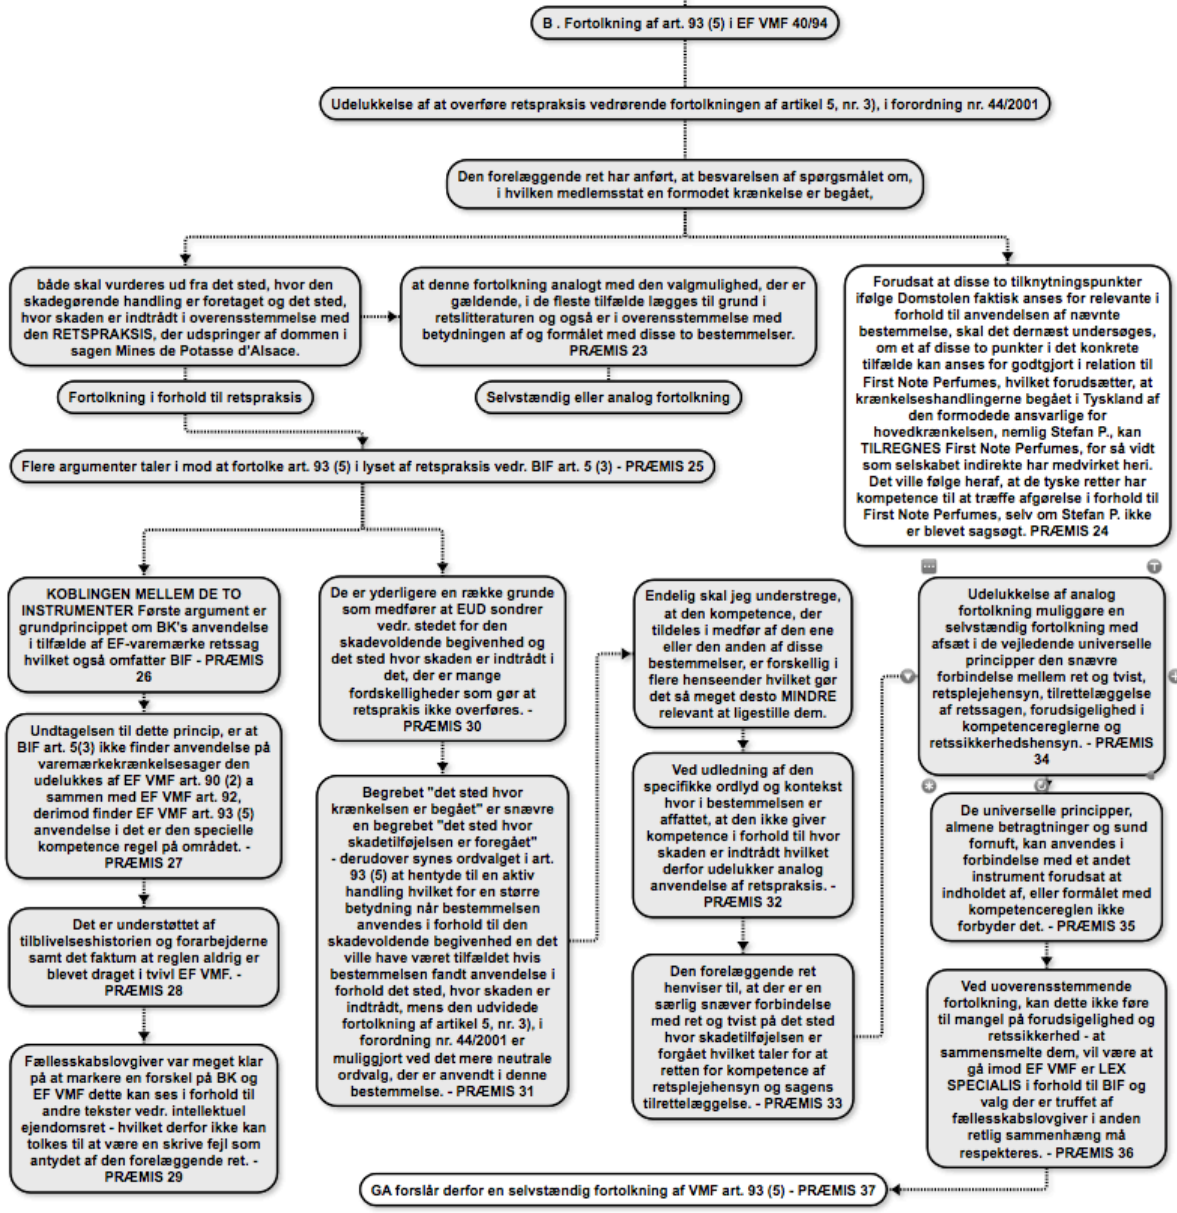 B . Fortolkning af art. 93 (5) i EF VMF 40/94
Udelukkelse af at overføre retspraksis vedrørende fortolkningen af artikel 5, nr. 3), i forordning nr. 44/2001
Den forelæggende ret har anført, at besvarelsen af spørgsmålet om,
i hvilken medlemsstat en formodet krænkelse er begået,
både skal vurderes ud fra det sted, hvor den
skadegørende handling er foretaget og det sted,
hvor skaden er indtrådt i overensstemmelse med
den RETSPRAKSIS, der udspringer af dommen i
sagen Mines de Potasse d'Alsace.
at denne fortolkning analogt med den valgmulighed, der er
gældende, i de fleste tilfælde lægges til grund i
retslitteraturen og også er i overensstemmelse med
betydningen af og formålet med disse to bestemmelser.
PRÆMIS 23
Forudsat at disse to tilknytningspunkter
ifølge Domstolen faktisk anses for relevante i
forhold til anvendelsen af nævnte
bestemmelse, skal det dernæst undersøges,
om et af disse to punkter i det konkrete
tilfælde kan anses for godtgjort i relation til
First Note Perfumes, hvilket forudsætter, at
krænkelseshandlingerne begået i Tyskland af
den formodede ansvarlige for
hovedkrænkelsen, nemlig Stefan P., kan
TILREGNES First Note Perfumes, for så vidt
som selskabet indirekte har medvirket heri.
Det ville følge heraf, at de tyske retter har
kompetence til at træffe afgørelse i forhold til
First Note Perfumes, selv om Stefan P. ikke
er blevet sagsøgt. PRÆMIS 24
Fortolkning i forhold til retspraksis
Selvstændig eller analog fortolkning
Flere argumenter taler i mod at fortolke art. 93 (5) i lyset af retspraksis vedr. BIF art. 5 (3) - PRÆMIS 25
KOBLINGEN MELLEM DE TO
INSTRUMENTER Første argument er
grundprincippet om BK's anvendelse
i tilfælde af EF-varemærke retssag
hvilket også omfatter BIF - PRÆMIS
26
Undtagelsen til dette princip, er at
BIF art. 5(3) ikke finder anvendelse på
varemærkekrænkelsesager den
udelukkes af EF VMF art. 90 (2) a
sammen med EF VMF art. 92,
derimod finder EF VMF art. 93 (5)
anvendelse i det er den specielle
kompetence regel på området. -
PRÆMIS 27
Det er understøttet af
tilblivelseshistorien og forarbejderne
samt det faktum at reglen aldrig er
blevet draget i tvivl EF VMF. -
PRÆMIS 28
Fællesskabslovgiver var meget klar
på at markere en forskel på BK og
EF VMF dette kan ses i forhold til
andre tekster vedr. intellektuel
ejendomsret - hvilket derfor ikke kan
tolkes til at være en skrive fejl som
antydet af den forelæggende ret. -
PRÆMIS 29
De er yderligere en række grunde
som medfører at EUD sondrer
vedr. stedet for den
skadevoldende begivenhed og
det sted hvor skaden er indtrådt i
det, der er mange
fordskelligheder som gør at
retsprakis ikke overføres. -
PRÆMIS 30
Begrebet "det sted hvor
krænkelsen er begået" er snævre
en begrebet "det sted hvor
skadetilføjelsen er foregået"
- derudover synes ordvalget i art.
93 (5) at hentyde til en aktiv
handling hvilket for en større
betydning når bestemmelsen
anvendes i forhold til den
skadevoldende begivenhed en det
ville have været tilfældet hvis
bestemmelsen fandt anvendelse i
forhold det sted, hvor skaden er
indtrådt, mens den udvidede
fortolkning af artikel 5, nr. 3), i
forordning nr. 44/2001 er
muliggjort ved det mere neutrale
ordvalg, der er anvendt i denne
bestemmelse. - PRÆMIS 31
Endelig skal jeg understrege,
at den kompetence, der
tildeles i medfør af den ene
eller den anden af disse
bestemmelser, er forskellig i
flere henseender hvilket gør
det så meget desto MINDRE
relevant at ligestille dem.
Ved udledning af den
specifikke ordlyd og kontekst
hvor i bestemmelsen er
affattet, at den ikke giver
kompetence i forhold til hvor
skaden er indtrådt hvilket
derfor udelukker analog
anvendelse af retspraksis. -
PRÆMIS 32
Den forelæggende ret
henviser til, at der er en
særlig snæver forbindelse
med ret og tvist på det sted
hvor skadetilføjelsen er
forgået hvilket taler for at
retten for kompetence af
retsplejehensyn og sagens
tilrettelæggelse. - PRÆMIS 33
Udelukkelse af analog
fortolkning muliggøre en
selvstændig fortolkning med
afsæt i de vejledende universelle
principper den snævre
forbindelse mellem ret og tvist,
retsplejehensyn, tilrettelæggelse
af retssagen, forudsigelighed i
kompetencereglerne og
retssikkerhedshensyn. - PRÆMIS
34
De universelle principper,
almene betragtninger og sund
fornuft, kan anvendes i
forbindelse med et andet
instrument forudsat at
indholdet af, eller formålet med
kompetencereglen ikke
forbyder det. - PRÆMIS 35
Ved uoverensstemmende
fortolkning, kan dette ikke føre
til mangel på forudsigelighed og
retssikkerhed - at
sammensmelte dem, vil være at
gå imod EF VMF er LEX
SPECIALIS i forhold til BIF og
valg der er truffet af
fællesskabslovgiver i anden
retlig sammenhæng må
respekteres. - PRÆMIS 36
GA forslår derfor en selvstændig fortolkning af VMF art. 93 (5) - PRÆMIS 37